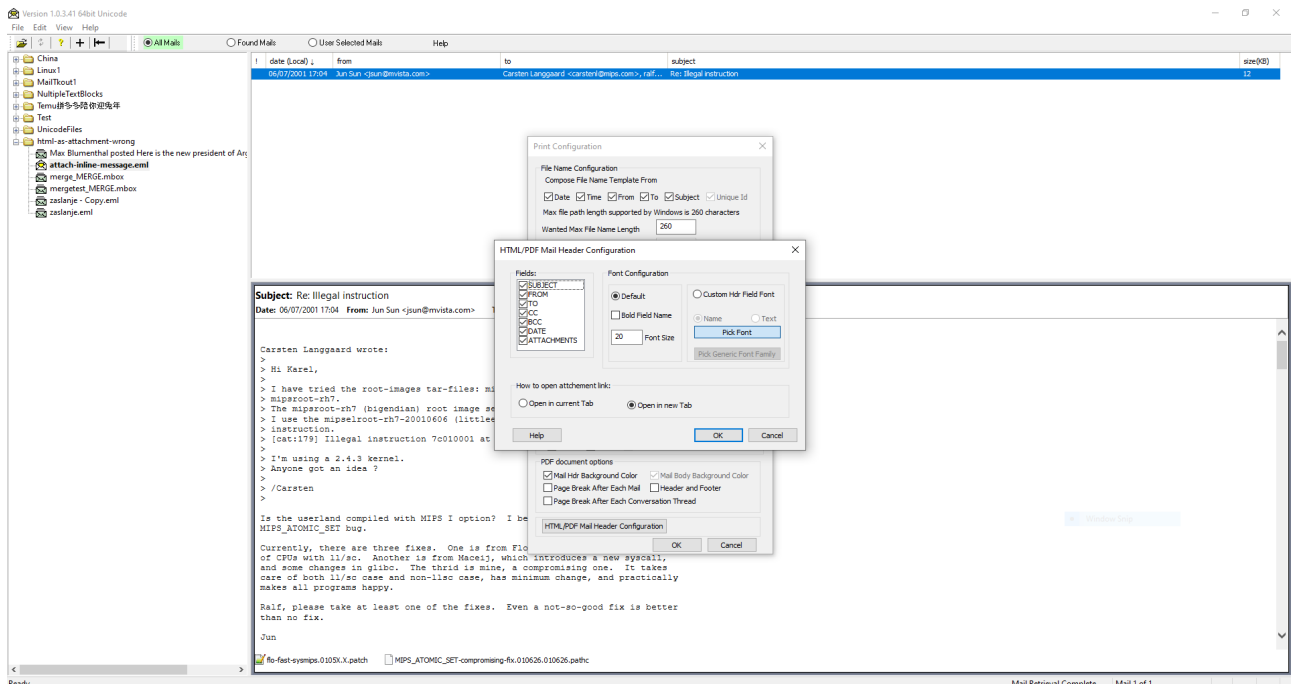 Version 1.0.3.41 64bit Unicode
File Edit View Help
All Mails Found Mails User Selected Mails Help
China
Linux1
MailTkout1
NultipleTextBlocks
Temu拼多多陪你迎兔年
Test
UnicodeFiles
html-as-attachment-wrong
Max Blumenthal posted Here is the new president of Arg
attach-inline-message.eml
merge_MERGE.mbox
mergetest_MERGE.mbox
zaslanje - Copy.eml
zaslanje.eml
! date (Local) ↓ from to subject size(KB)
06/07/2001 17:04 Jun Sun <jsun@mvista.com> Carsten Langgaard <carstenl@mips.com>, ralf... Re: Illegal instruction 12
Print Configuration
File Name Configuration
Compose File Name Template From
Date Time From To Subject Unique Id
Max file path length supported by Windows is 260 characters
Wanted Max File Name Length 260
HTML/PDF Mail Header Configuration
Fields:
SUBJECT
FROM
TO
CC
BCC
DATE
ATTACHMENTS
Font Configuration
Default
Bold Field Name
20 Font Size
Custom Hdr Field Font
Name Text
Pick Font
Pick Generic Font Family
How to open attchement link:
Open in current Tab Open in new Tab
Help OK Cancel
PDF document options
Mail Hdr Background Color Mail Body Background Color
Page Break After Each Mail Header and Footer
Page Break After Each Conversation Thread
HTML/PDF Mail Header Configuration
OK Cancel
Subject: Re: Illegal instruction
Date: 06/07/2001 17:04 From: Jun Sun <jsun@mvista.com>
Carsten Langgaard wrote:
>
> Hi Karel,
>
> I have tried the root-images tar-files: mi
> mipsroot-rh7.
> The mipsroot-rh7 (bigendian) root image se
> I use the mipselroot-rh7-20010606 (littlee
> instruction.
> [cat:179] Illegal instruction 7c010001 at
>
> I'm using a 2.4.3 kernel.
> Anyone got an idea ?
>
> /Carsten
>
Is the userland compiled with MIPS I option? I be
MIPS_ATOMIC_SET bug.
Currently, there are three fixes. One is from Flo
of CPUs with ll/sc. Another is from Maceij, which introduces a new syscall,
and some changes in glibc. The thrid is mine, a compromising one. It takes
care of both ll/sc case and non-llsc case, has minimum change, and practically
makes all programs happy.
Ralf, please take at least one of the fixes. Even a not-so-good fix is better
than no fix.
Jun
flo-fast-sysmips.0105X.X.patch MIPS_ATOMIC_SET-compromising-fix.010626.010626.pathc
Ready Mail Retrieval Complete Mail 1 of 1